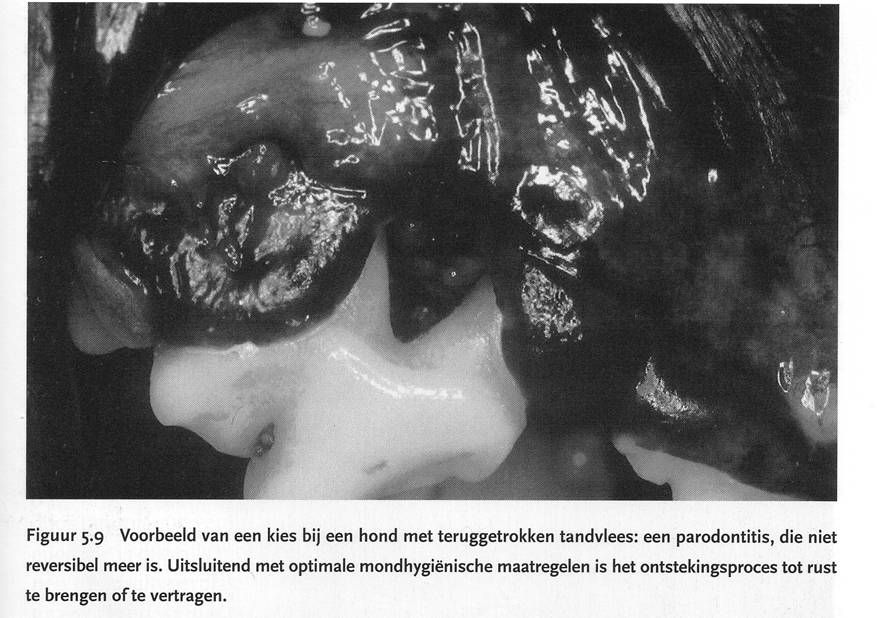 Figuur 5.9 Voorbeeld van een kies bij een hond met teruggetrokken tandvlees: een parodontitis, die niet
reversibel meer is. Uitsluitend met optimale mondhygiënische maatregelen is het ontstekingsproces tot rust
te brengen of te vertragen.